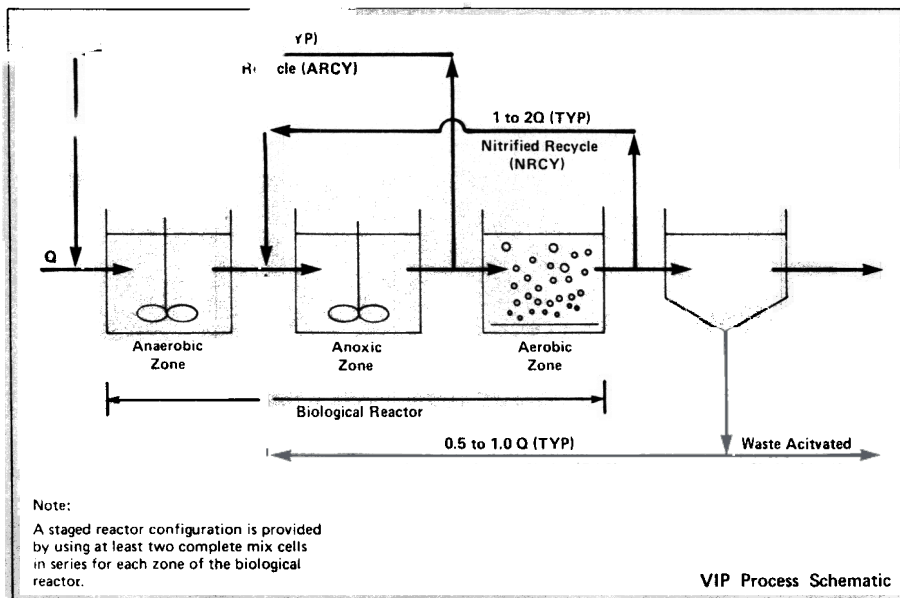 YP)
(ARCY)
1 to 2Q (TYP)
Nitrified Recycle
(NRCY)
Q
Anaerobic
Zone
Anoxic
Zone
Aerobic
Zone
Biological Reactor
0.5 to 1.0 Q (TYP)
Waste Acitvated
Note:
A staged reactor configuration is provided
by using at least two complete mix cells
in series for each zone of the biological
reactor.
VIP Process Schematic